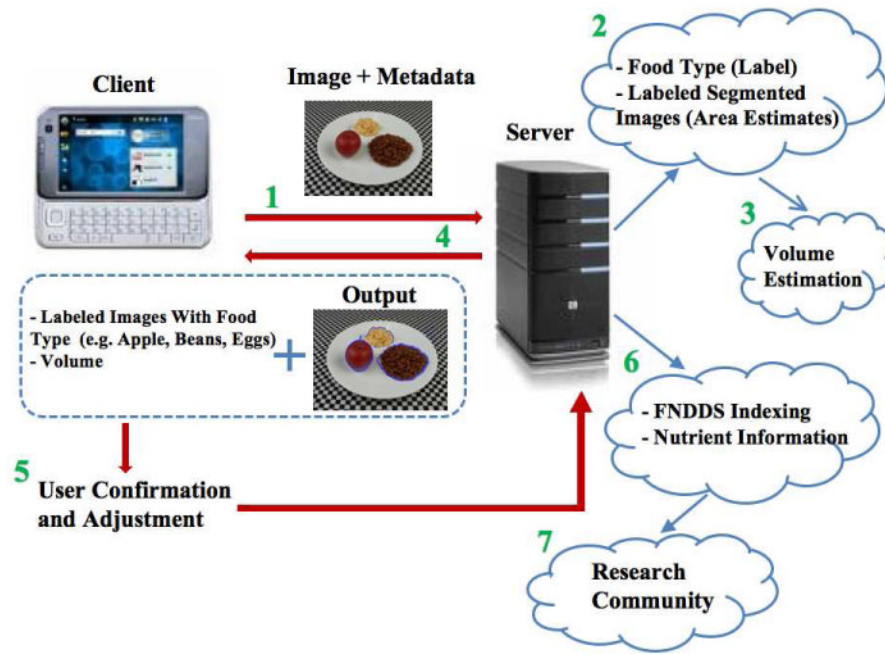 Client
Image + Metadata
1
4
Server
2
- Food Type (Label)
- Labeled Segmented
Images (Area Estimates)
3
Volume
Estimation
- Labeled Images With Food
Type (e.g. Apple, Beans, Eggs)
- Volume
+
Output
5
User Confirmation
and Adjustment
6
- FNDDS Indexing
- Nutrient Information
7
Research
Community